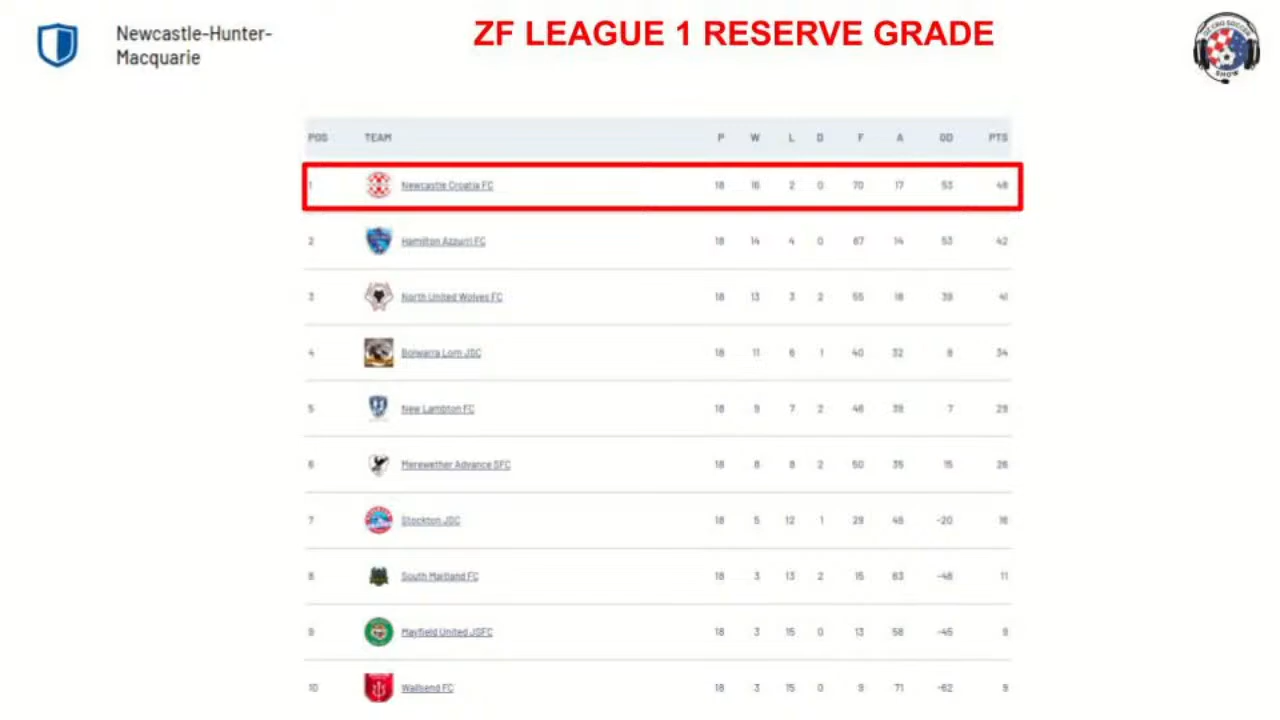 Newcastle-Hunter-
Macquarie
ZF LEAGUE 1 RESERVE GRADE
SHOW
POS TEAM P W L D F A GD PTS
1 Newcastle Croatia FC 18 16 2 0 70 17 53 48
2 Hamilton Azzurri FC 18 14 4 0 67 14 53 42
3 North United Wolves FC 18 13 3 2 55 16 39 41
4 Bolwarra Lorn JSC 18 11 6 1 40 32 8 34
5 New Lambton FC 18 9 7 2 46 39 7 29
6 Merewether Advance SFC 18 8 8 2 50 35 15 26
7 Stockton JSC 18 5 12 1 29 49 -20 16
8 South Maitland FC 18 3 13 2 15 63 -48 11
9 Mayfield United JSFC 18 3 15 0 13 58 -45 9
10 Wallsend FC 18 3 15 0 9 71 -62 9